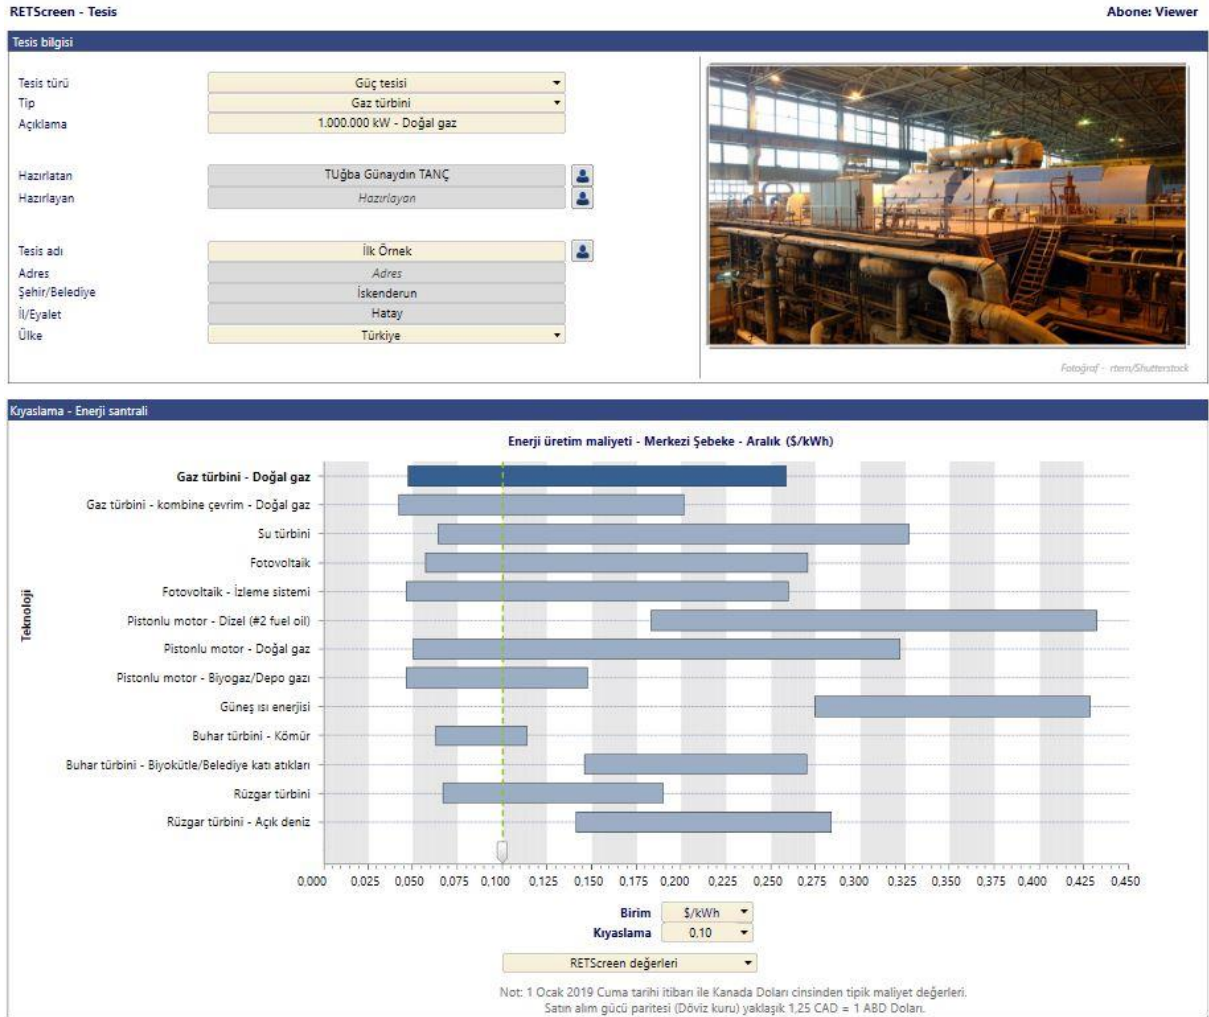 RETScreen - Tesis
Abone: Viewer
Tesis bilgisi
Tesis türü Güç tesisi
Tip Gaz türbini
Açıklama 1.000.000 kW - Doğal gaz
Hazırlatan TUğba Günaydın TANÇ
Hazırlayan Hazırlayan
Tesis adı İlk Örnek
Adres Adres
Şehir/Belediye İskenderun
İl/Eyalet Hatay
Ülke Türkiye
Fotoğraf - rtem/Shutterstock
Kıyaslama - Enerji santrali
Enerji üretim maliyeti - Merkezi Şebeke - Aralık ($/kWh)
Teknoloji
Gaz türbini - Doğal gaz
Gaz türbini - kombine çevrim - Doğal gaz
Su türbini
Fotovoltaik
Fotovoltaik - İzleme sistemi
Pistonlu motor - Dizel (#2 fuel oil)
Pistonlu motor - Doğal gaz
Pistonlu motor - Biyogaz/Depo gazı
Güneş ısı enerjisi
Buhar türbini - Kömür
Buhar türbini - Biyokütle/Belediye katı atıkları
Rüzgar türbini
Rüzgar türbini - Açık deniz
0,000 0,025 0,050 0,075 0,100 0,125 0,150 0,175 0,200 0,225 0,250 0,275 0,300 0,325 0,350 0,375 0,400 0,425 0,450
Birim $/kWh
Kıyaslama 0,10
RETScreen değerleri
Not: 1 Ocak 2019 Cuma tarihi itibarı ile Kanada Doları cinsinden tipik maliyet değerleri.
Satın alım gücü paritesi (Döviz kuru) yaklaşık 1,25 CAD = 1 ABD Doları.